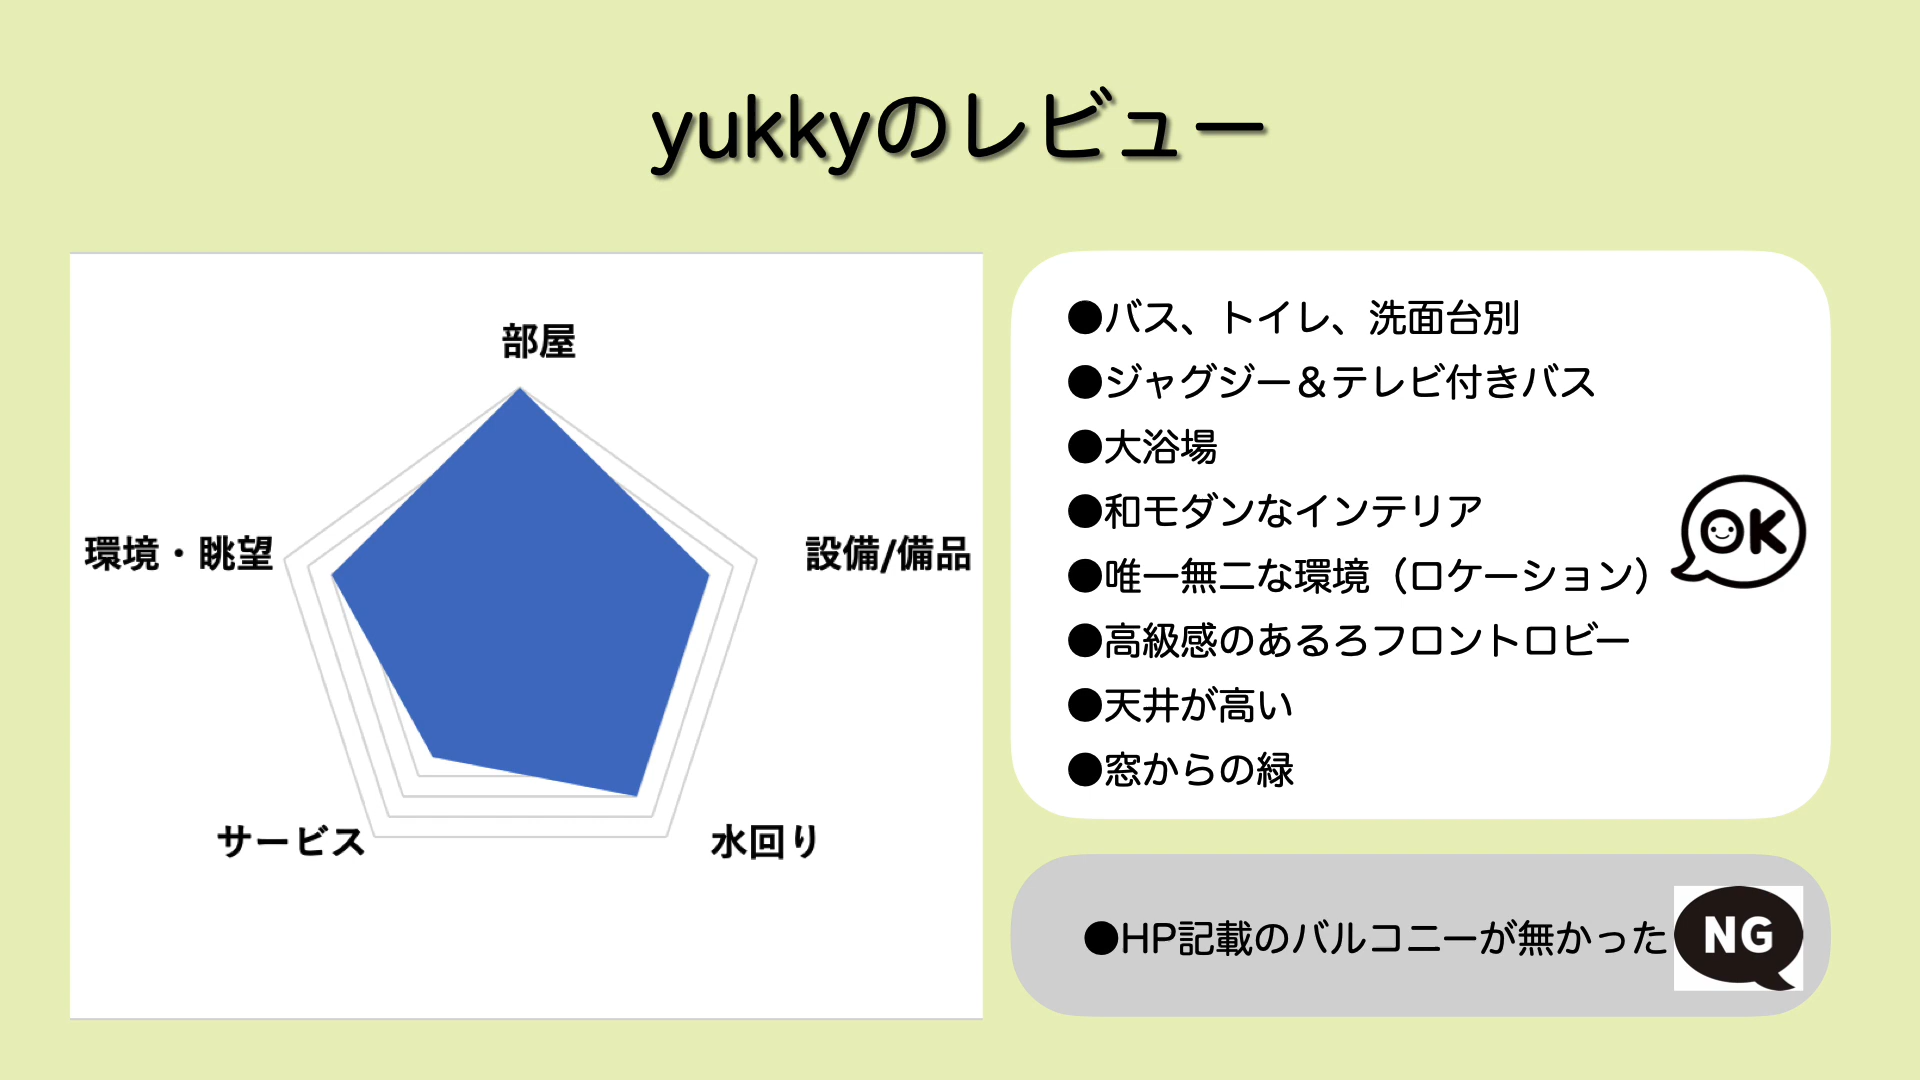 yukkyのレビュー
部屋
環境・眺望
設備/備品
サービス
水回り
●バス、トイレ、洗面台別
●ジャグジー＆テレビ付きバス
●大浴場
●和モダンなインテリア
●唯一無二な環境（ロケーション）
●高級感のあるろフロントロビー
●天井が高い
●窓からの緑
OK
●HP記載のバルコニーが無かった
NG